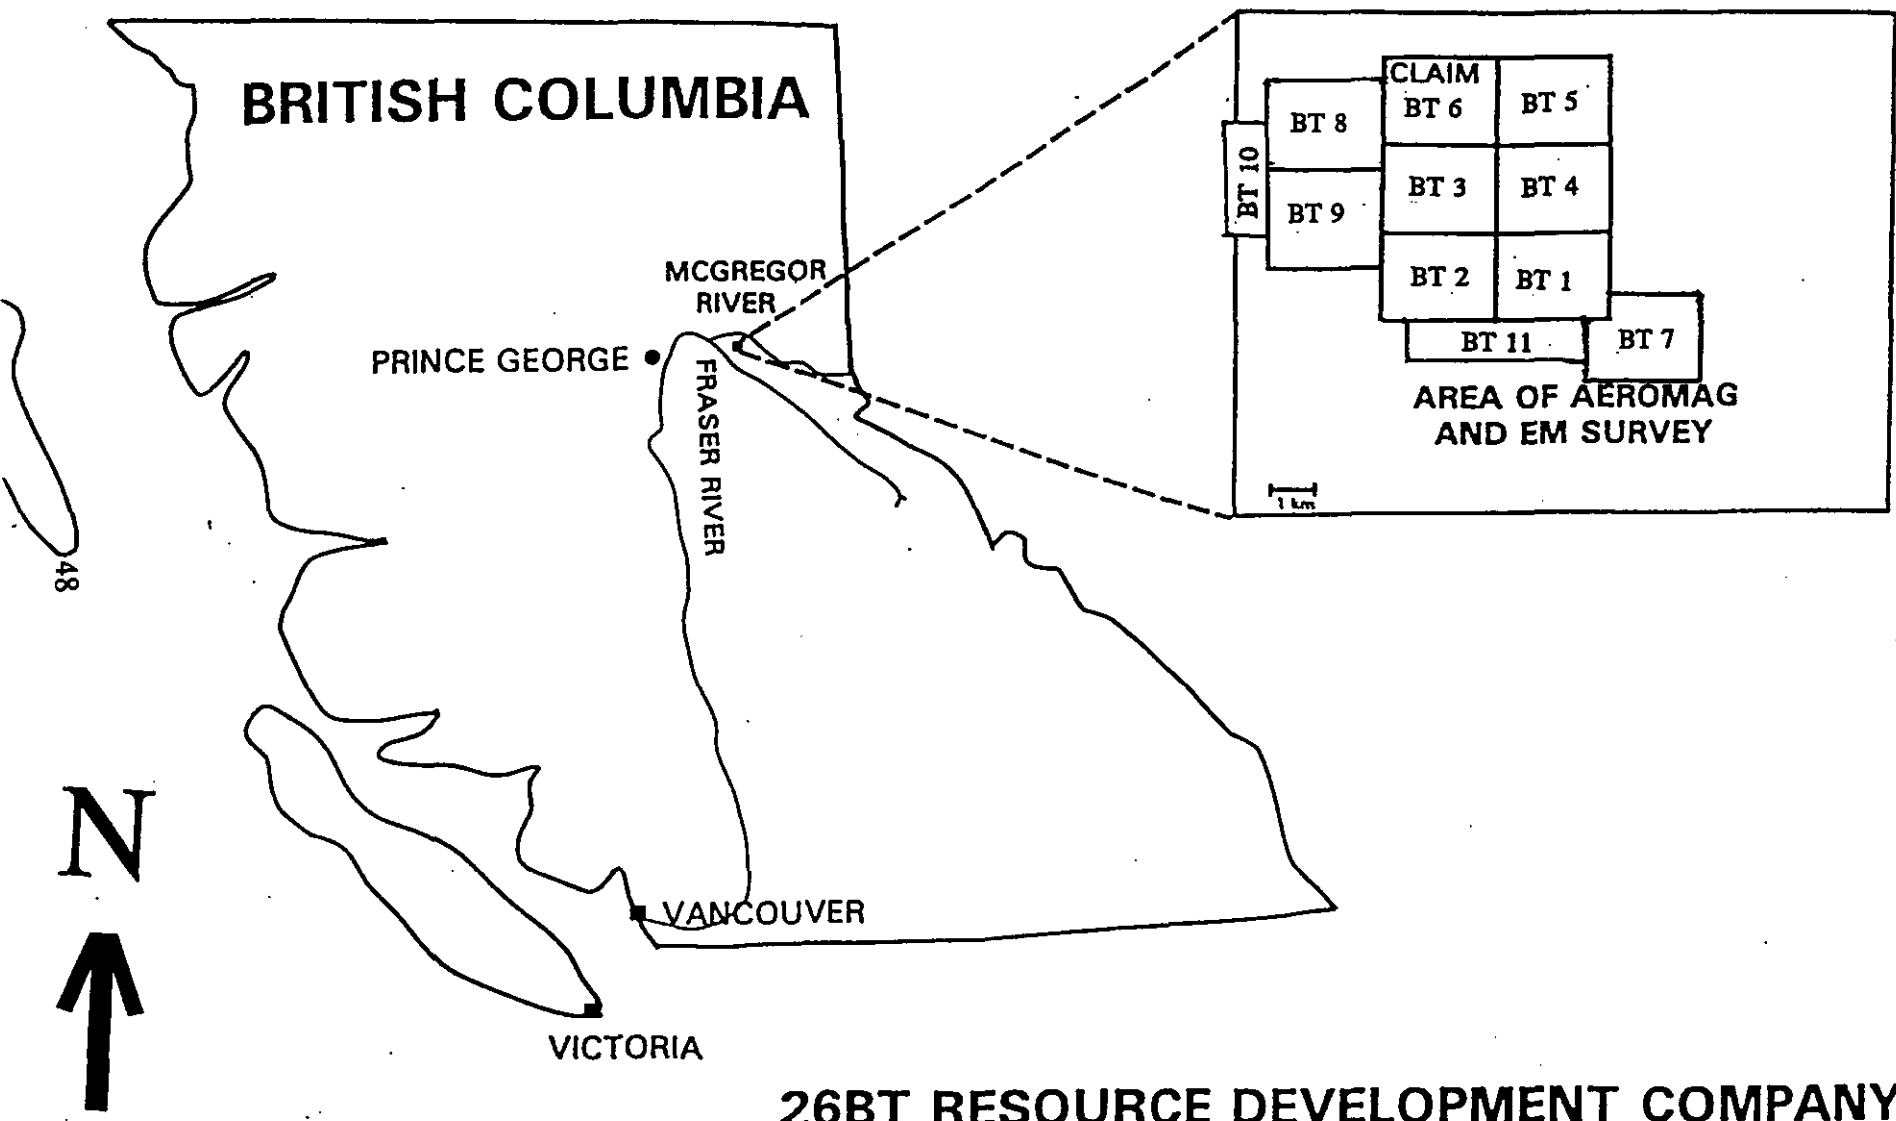 BRITISH COLUMBIA
MCGREGOR
RIVER
PRINCE GEORGE
FRASER RIVER
48
N
VANCOUVER
VICTORIA
CLAIM
BT 6
BT 5
BT 8
BT 10
BT 3
BT 4
BT 9
BT 2
BT 1
BT 11
BT 7
AREA OF AEROMAG
AND EM SURVEY
1 km
26BT RESOURCE DEVELOPMENT COMPANY